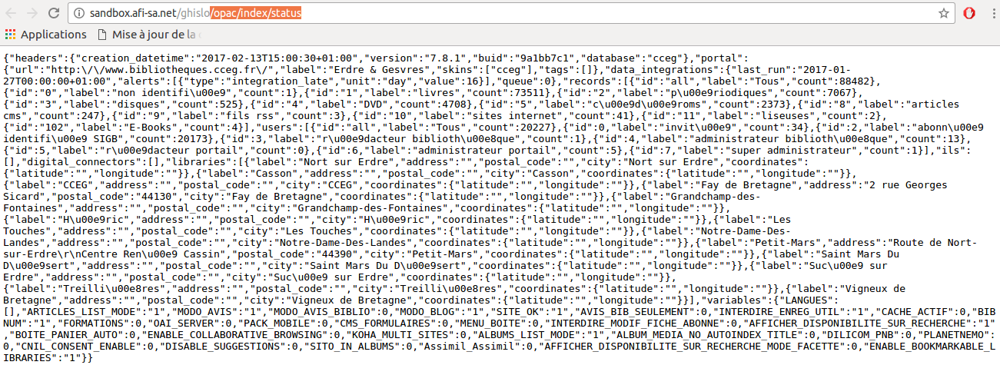 sandbox.afi-sa.net/ghislo/opac/index/status
Applications Mise à jour de la
{"headers":{"creation_datetime":"2017-02-13T15:00:30+01:00","version":"7.8.1","buid":"9a1bb7c1","database":"cceg"},"portal":
{"url":"http:\/\/www.bibliotheques.cceg.fr\/","label":"Erdre & Gesvres","skins":["cceg"],"tags":[]},"data_integrations":{"last_run":"2017-01-
27T00:00:00+01:00","alerts":[{"type":"integration_late","unit":"day","value":16}],"queue":0},"records":[{"id":"all","label":"Tous","count":88482},
{"id":"0","label":"non identifi\u00e9","count":1},{"id":"1","label":"livres","count":73511},{"id":"2","label":"p\u00e9riodiques","count":7067},
{"id":"3","label":"disques","count":525},{"id":"4","label":"DVD","count":4708},{"id":"5","label":"c\u00e9d\u00e9roms","count":2373},{"id":"8","label":"articles
cms","count":247},{"id":"9","label":"fils rss","count":3},{"id":"10","label":"sites internet","count":41},{"id":"11","label":"liseuses","count":2},
{"id":"102","label":"E-Books","count":4}],"users":[{"id":"all","label":"Tous","count":20227},{"id":0,"label":"invit\u00e9","count":34},{"id":2,"label":"abonn\u00e9
identifi\u00e9 SIGB","count":20173},{"id":3,"label":"r\u00e9dacteur biblioth\u00e8que","count":1},{"id":4,"label":"administrateur biblioth\u00e8que","count":13},
{"id":5,"label":"r\u00e9dacteur portail","count":0},{"id":6,"label":"administrateur portail","count":5},{"id":7,"label":"super administrateur","count":1}],"ils":
[],"digital_connectors":[],"libraries":[{"label":"Nort sur Erdre","address":"","postal_code":"","city":"Nort sur Erdre","coordinates":
{"latitude":"","longitude":""}},{"label":"Casson","address":"","postal_code":"","city":"Casson","coordinates":{"latitude":"","longitude":""}},
{"label":"CCEG","address":"","postal_code":"","city":"CCEG","coordinates":{"latitude":"","longitude":""}},{"label":"Fay de Bretagne","address":"2 rue Georges
Sicard","postal_code":"44130","city":"Fay de Bretagne","coordinates":{"latitude":"","longitude":""}},{"label":"Grandchamp-des-
Fontaines","address":"","postal_code":"","city":"Grandchamp-des-Fontaines","coordinates":{"latitude":"","longitude":""}},
{"label":"H\u00e9ric","address":"","postal_code":"","city":"H\u00e9ric","coordinates":{"latitude":"","longitude":""}},{"label":"Les
Touches","address":"","postal_code":"","city":"Les Touches","coordinates":{"latitude":"","longitude":""}},{"label":"Notre-Dame-Des-
Landes","address":"","postal_code":"","city":"Notre-Dame-Des-Landes","coordinates":{"latitude":"","longitude":""}},{"label":"Petit-Mars","address":"Route de Nort-
sur-Erdre\r\nCentre Ren\u00e9 Cassin","postal_code":"44390","city":"Petit-Mars","coordinates":{"latitude":"","longitude":""}},{"label":"Saint Mars Du
D\u00e9sert","address":"","postal_code":"","city":"Saint Mars Du D\u00e9sert","coordinates":{"latitude":"","longitude":""}},{"label":"Suc\u00e9 sur
Erdre","address":"","postal_code":"","city":"Suc\u00e9 sur Erdre","coordinates":{"latitude":"","longitude":""}},
{"label":"Treilli\u00e8res","address":"","postal_code":"","city":"Treilli\u00e8res","coordinates":{"latitude":"","longitude":""}},{"label":"Vigneux de
Bretagne","address":"","postal_code":"","city":"Vigneux de Bretagne","coordinates":{"latitude":"","longitude":""}}],"variables":{"LANGUES":
[],"ARTICLES_LIST_MODE":"1","MODO_AVIS":"1","MODO_AVIS_BIBLIO":0,"MODO_BLOG":"1","SITE_OK":"1","AVIS_BIB_SEULEMENT":0,"INTERDIRE_ENREG_UTIL":"1","CACHE_ACTIF":0,"BIB
NUM":"1","FORMATIONS":0,"OAI_SERVER":0,"PACK_MOBILE":0,"CMS_FORMULAIRES":0,"MENU_BOITE":0,"INTERDIRE_MODIF_FICHE_ABONNE":0,"AFFICHER_DISPONIBILITE_SUR_RECHERCHE":"1"
,"BOITE_PANIER_AUTO":0,"ENABLE_COLLABORATIVE_BROWSING":0,"KOHA_MULTI_SITES":0,"ALBUMS_LIST_MODE":"1","ALBUM_MEDIA_NO_AUTOINDEX_TITLE":0,"DILICOM_PNB":0,"PLANETNEMO":
0,"CNIL_CONSENT_ENABLE":0,"DISABLE_SUGGESTIONS":0,"SITO_IN_ALBUMS":0,"Assimil_Assimil":0,"AFFICHER_DISPONIBILITE_SUR_RECHERCHE_MODE_FACETTE":0,"ENABLE_BOOKMARKABLE_L
IBRARIES":"1"}}